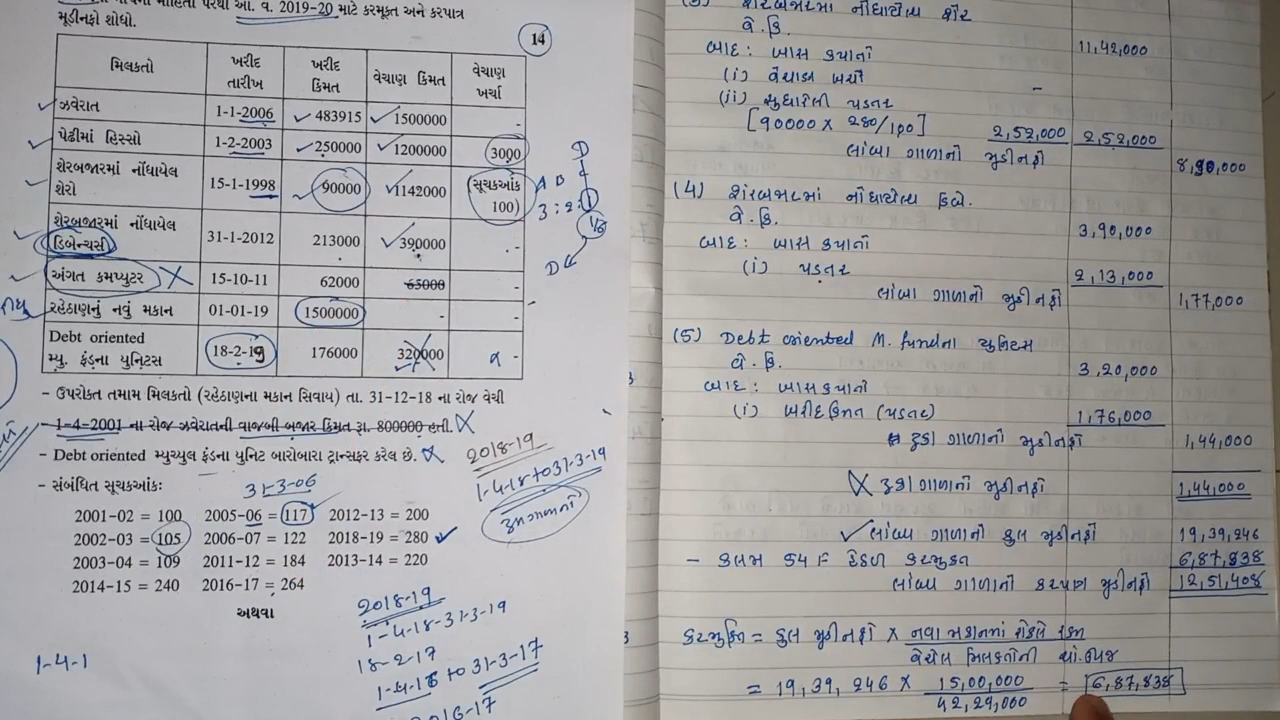 આ. વ. 2019-20 માટે કરમુક્ત અને કરપાત્ર
મૂડીનફો શોધો.
14
મિલકતો ખરીદ તારીખ ખરીદ કિંમત વેચાણ કિંમત વેચાણ ખર્ચા
ઝવેરાત 1-1-2006 483915 1500000 -
પેઢીમાં હિસ્સો 1-2-2003 250000 1200000 3000
શેરબજારમાં નોંધાયેલ શેરો 15-1-1998 90000 1142000 (સૂચકઆંક 100)
શેરબજારમાં નોંધાયેલ ડિબેન્ચર્સ 31-1-2012 213000 390000 -
અંગત કમપ્યુટર 15-10-11 62000 65000
રહેઠાણનું નવું મકાન 01-01-19 1500000 - -
Debt oriented મ્યુ. ફંડના યુનિટસ 18-2-19 176000 320000 -
A B
3:2:1
1/6
D
D
- ઉપરોક્ત તમામ મિલકતો (રહેઠાણના મકાન સિવાય) તા. 31-12-18 ના રોજ વેચી
- 1-4-2001 ના રોજ ઝવેરાતની વાજબી બજાર કિંમત રૂા. 800000 હતી.
- Debt oriented મ્યુચ્યુલ ફંડના યુનિટ બારોબારા ટ્રાન્સફર કરેલ છે.
- સંબંધિત સૂચકઆંકઃ
31-3-06
2018-19
1-4-18 to 31-3-19
2001-02 = 100 2005-06 = 117 2012-13 = 200
2002-03 = 105 2006-07 = 122 2018-19 = 280
2003-04 = 109 2011-12 = 184 2013-14 = 220
2014-15 = 240 2016-17 = 264
અથવા
2018-19
1-4-18-31-3-19
18-2-17
1-4-16 to 31-3-17
2016-17
1-4-1
શેરબજારમાં નોંધાયેલ શેર
વે. કિ. 11,42,000
બાદ: ખાસ કપાતો
(i) વેચાણ ખર્ચો -
(ii) સુધારેલી પડતર
[90000 x 280/100] 2,52,000 2,52,000
લાંબા ગાળાનો મુડીનફો 8,90,000
(4) શેરબજારમાં નોંધાયેલ ડિબે.
વે. કિ. 3,90,000
બાદ: ખાસ કપાતો
(i) પડતર 2,13,000
લાંબા ગાળાનો મુડીનફો 1,77,000
(5) Debt oriented M. fundના યુનિટસ
વે. કિ. 3,20,000
બાદ: ખાસ કપાતો
(i) ખરીદકિંમત (પડતર) 1,76,000
ટુંકા ગાળાનો મુડીનફો 1,44,000
ટુંકા ગાળાનો મુડીનફો 1,44,000
લાંબા ગાળાનો કુલ મુડીનફો 19,39,246
- કલમ 54 F હેઠળ કરમુક્ત 6,87,838
લાંબા ગાળાનો કરપાત્ર મુડીનફો 12,51,408
કરમુક્તિ = કુલ મુડીનફો x નવા મકાનમાં રોકેલ રકમ
વેચેલ મિલકતોની ચો. ઉપજ
= 19,39,246 x 15,00,000 = 6,87,838
42,29,000